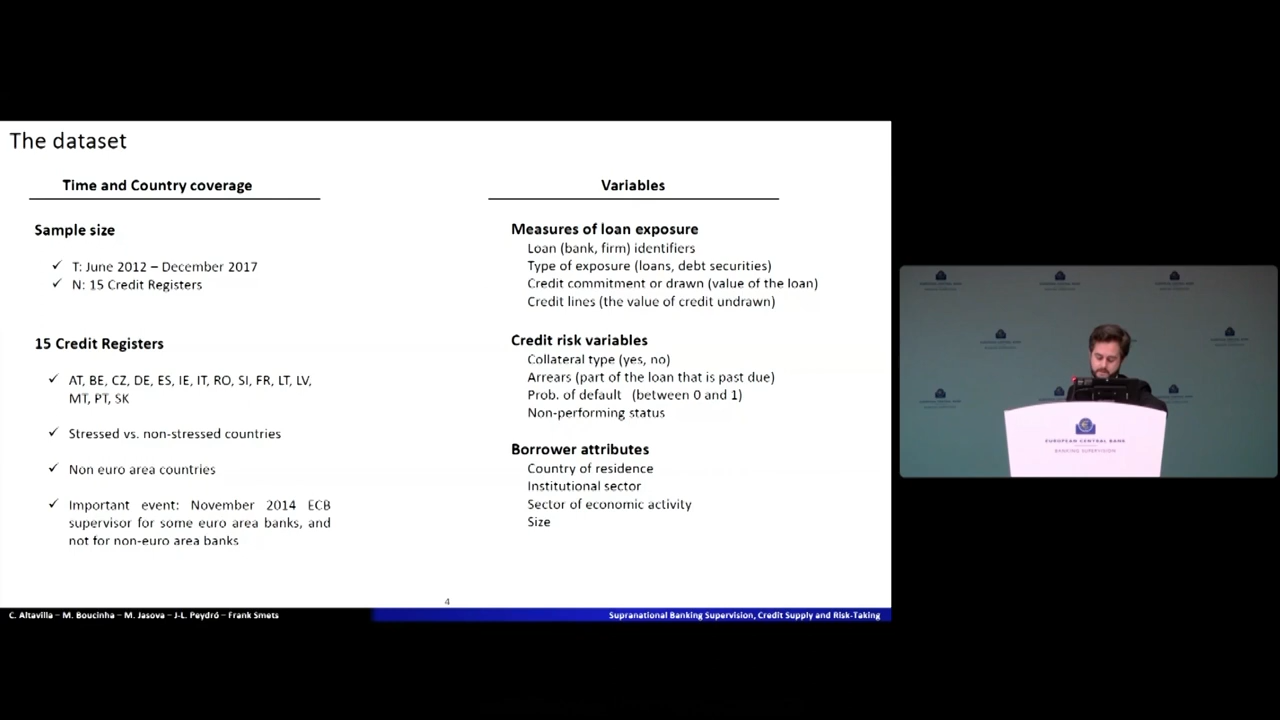 The dataset
Time and Country coverage
Sample size
✓ T: June 2012 – December 2017
✓ N: 15 Credit Registers
15 Credit Registers
✓ AT, BE, CZ, DE, ES, IE, IT, RO, SI, FR, LT, LV,
MT, PT, SK
✓ Stressed vs. non-stressed countries
✓ Non euro area countries
✓ Important event: November 2014 ECB
supervisor for some euro area banks, and
not for non-euro area banks
Variables
Measures of loan exposure
Loan (bank, firm) identifiers
Type of exposure (loans, debt securities)
Credit commitment or drawn (value of the loan)
Credit lines (the value of credit undrawn)
Credit risk variables
Collateral type (yes, no)
Arrears (part of the loan that is past due)
Prob. of default (between 0 and 1)
Non-performing status
Borrower attributes
Country of residence
Institutional sector
Sector of economic activity
Size
4
C. Altavilla – M. Boucinha – M. Jasova – J-L. Peydró – Frank Smets
Supranational Banking Supervision, Credit Supply and Risk-Taking
EUROPEAN CENTRAL BANK
BANKING SUPERVISION